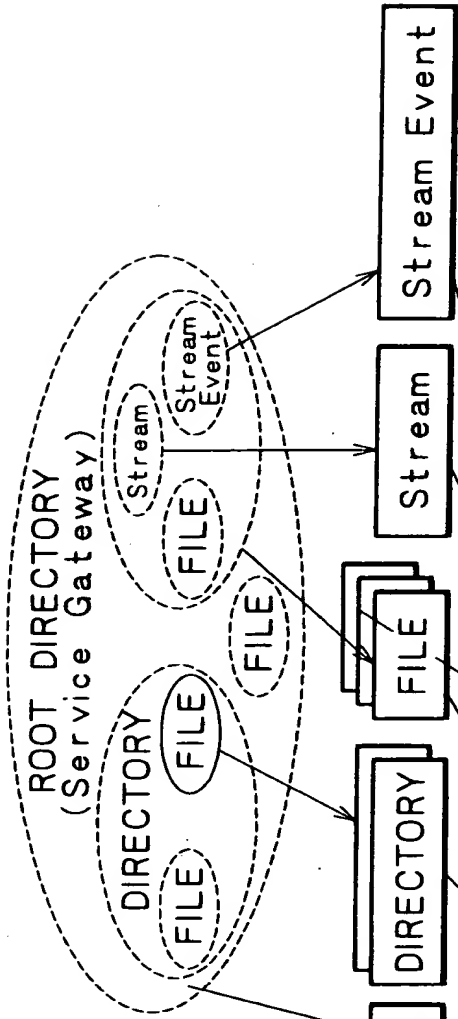 ROOT DIRECTORY
(Service Gateway)
DIRECTORY
FILE
FILE
FILE
FILE
Stream
Stream
Event
DIRECTORY
FILE
Stream
Stream Event